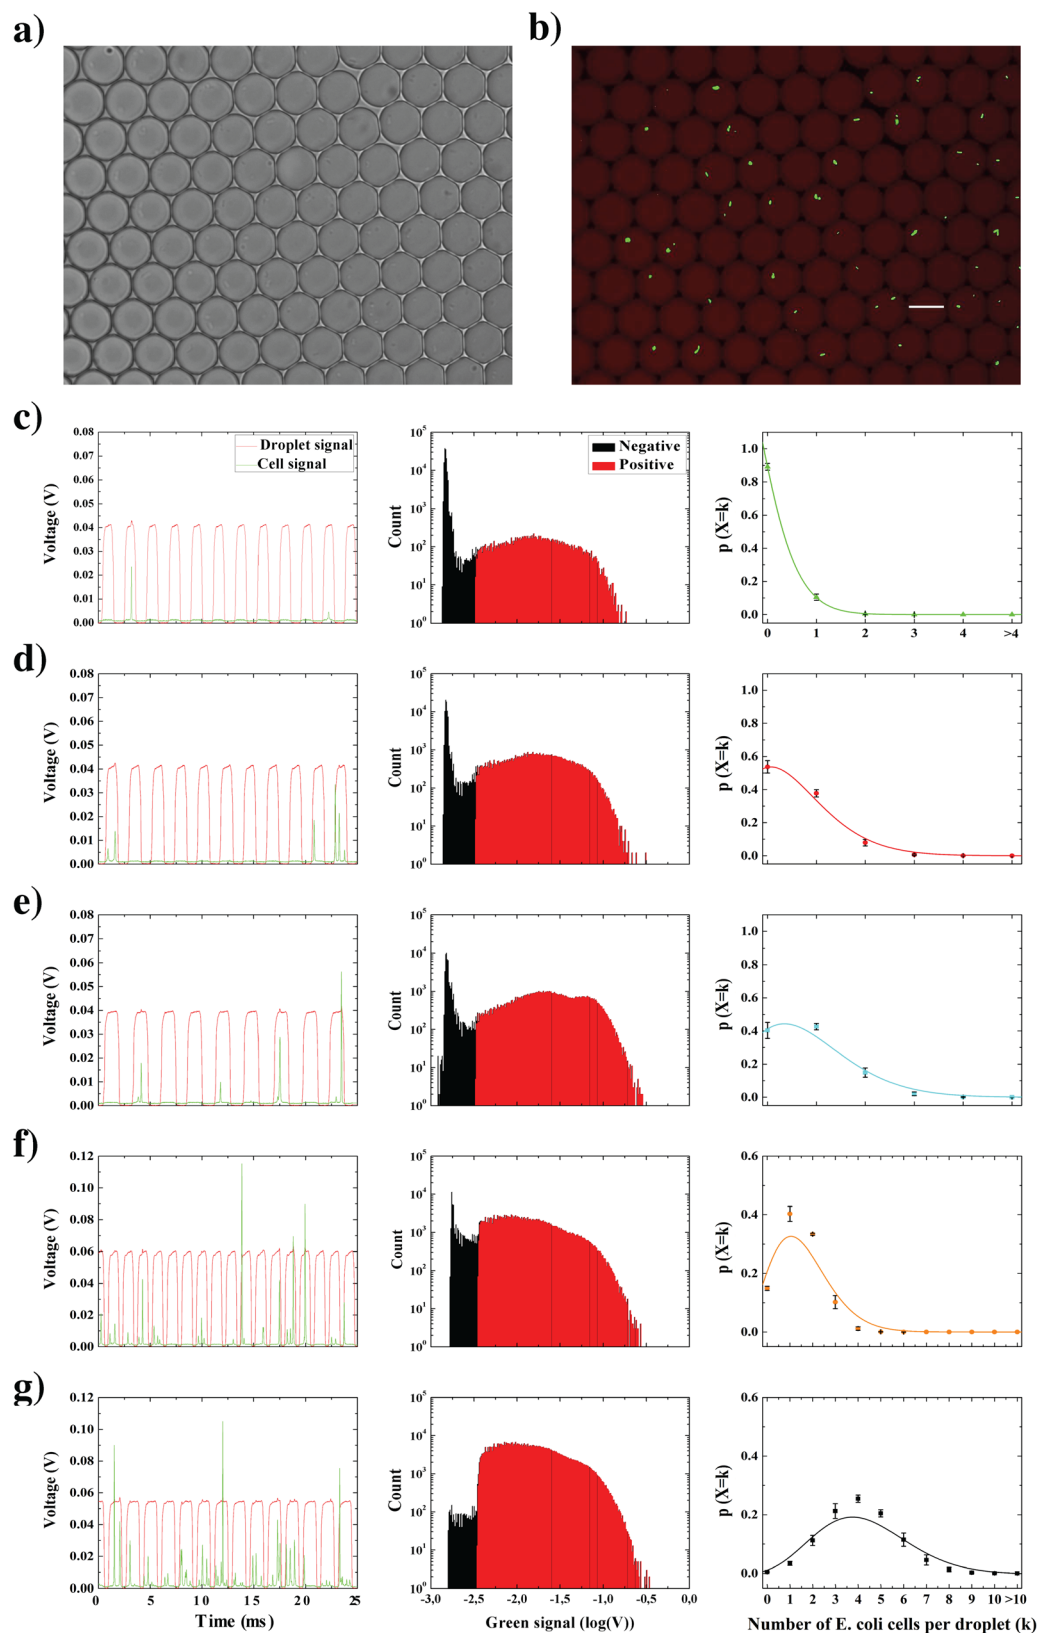 a)
b)
c)
Voltage (V)
0.08
0.07
0.06
0.05
0.04
0.03
0.02
0.01
0.00
Droplet signal
Cell signal
Count
10^5
10^4
10^3
10^2
10^1
10^0
Negative
Positive
p (X=k)
1.0
0.8
0.6
0.4
0.2
0.0
0 1 2 3 4 >4
d)
Voltage (V)
0.08
0.07
0.06
0.05
0.04
0.03
0.02
0.01
0.00
Count
10^5
10^4
10^3
10^2
10^1
10^0
p (X=k)
1.0
0.8
0.6
0.4
0.2
0.0
e)
Voltage (V)
0.08
0.07
0.06
0.05
0.04
0.03
0.02
0.01
0.00
Count
10^5
10^4
10^3
10^2
10^1
10^0
p (X=k)
1.0
0.8
0.6
0.4
0.2
0.0
f)
Voltage (V)
0.12
0.10
0.08
0.06
0.04
0.02
0.00
Count
10^5
10^4
10^3
10^2
10^1
10^0
p (X=k)
0.6
0.4
0.2
0.0
g)
Voltage (V)
0.12
0.10
0.08
0.06
0.04
0.02
0.00
0 5 10 15 20 25
Time (ms)
Count
10^5
10^4
10^3
10^2
10^1
10^0
-3,0 -2,5 -2,0 -1,5 -1,0 -0,5 0,0
Green signal (log(V))
p (X=k)
0.6
0.4
0.2
0.0
0 1 2 3 4 5 6 7 8 9 10 >10
Number of E. coli cells per droplet (k)